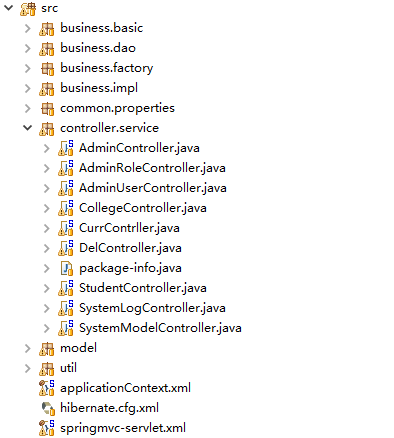 src
business.basic
business.dao
business.factory
business.impl
common.properties
controller.service
AdminController.java
AdminRoleController.java
AdminUserController.java
CollegeController.java
CurrContrller.java
DelController.java
package-info.java
StudentController.java
SystemLogController.java
SystemModelController.java
model
util
applicationContext.xml
hibernate.cfg.xml
springmvc-servlet.xml